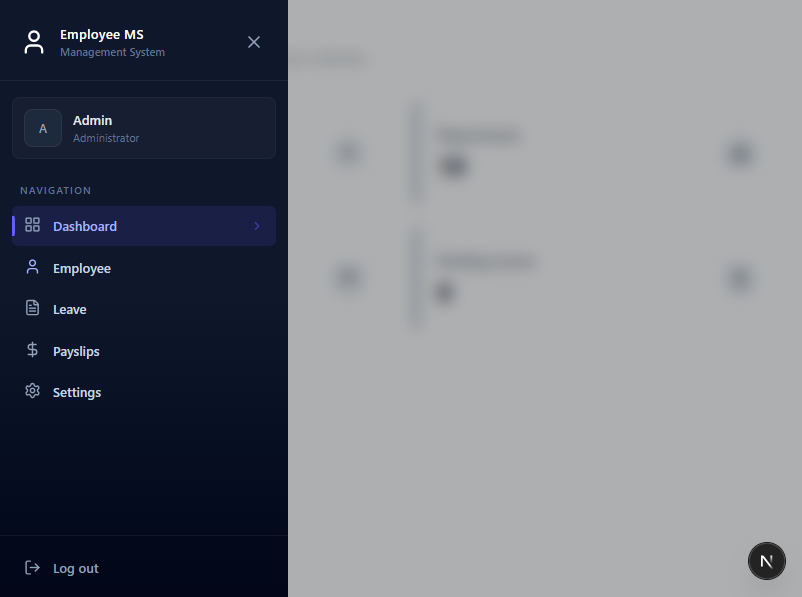 Employee MS
Management System
A
Admin
Administrator
NAVIGATION
Dashboard
Employee
Leave
Payslips
Settings
Log out
N